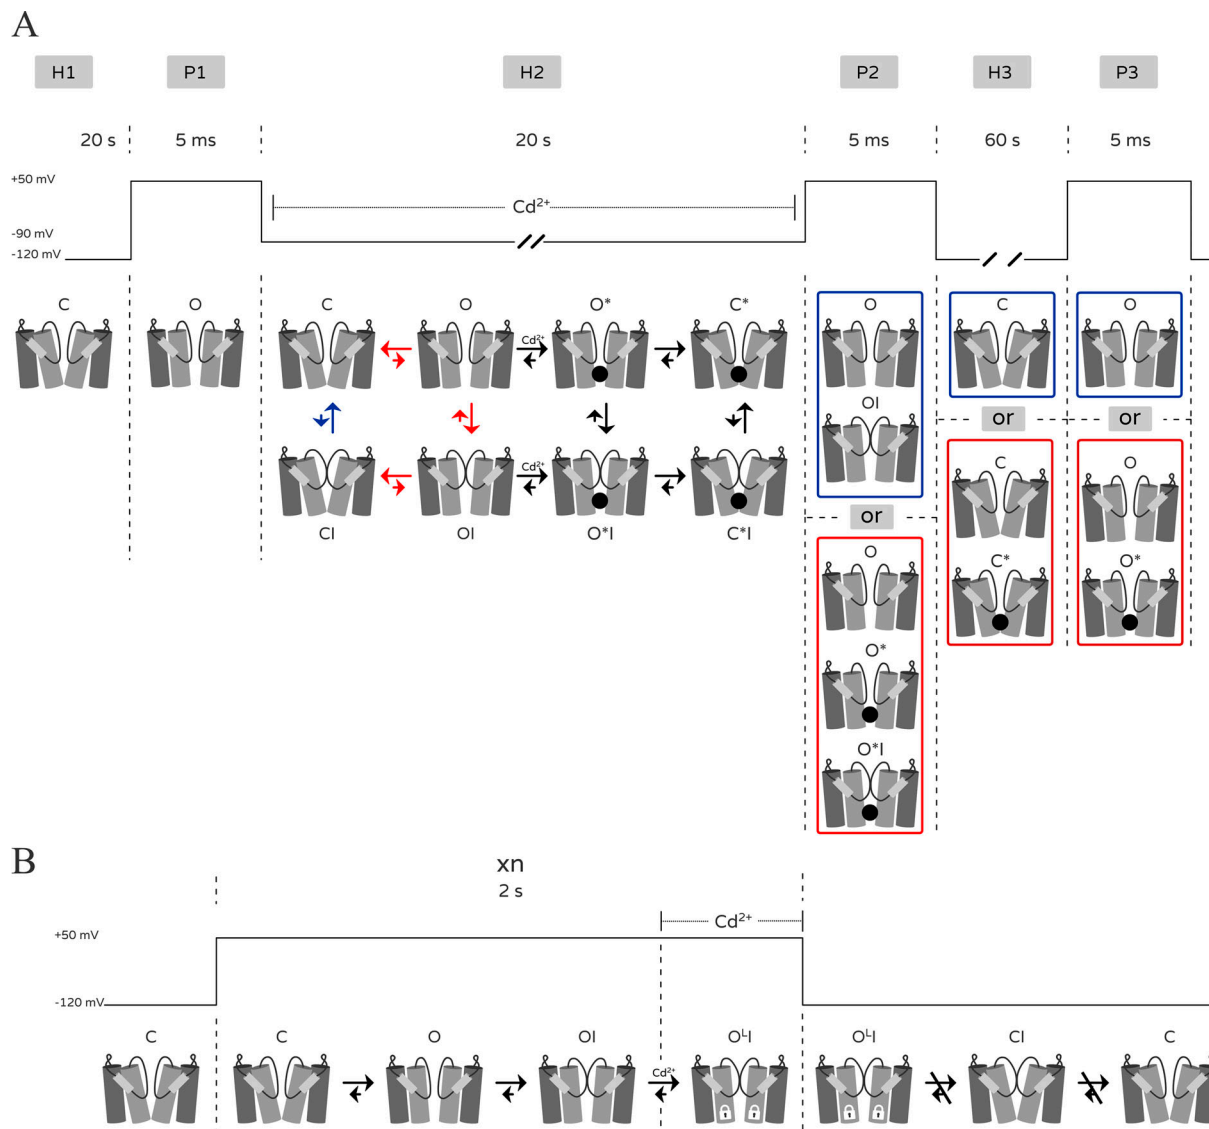 A
H1 P1 H2 P2 H3 P3
20 s 5 ms 20 s 5 ms 60 s 5 ms
+50 mV
Cd²⁺
-90 mV
-120 mV
C O C O O* C* O C O
Cd²⁺
OI
or or
C O
Cd²⁺
CI OI O*I C*I
or
O
C* O*
O*
O*I
B
xn
2 s
Cd²⁺
+50 mV
-120 mV
C C O OI OᴸI OᴸI CI C
Cd²⁺